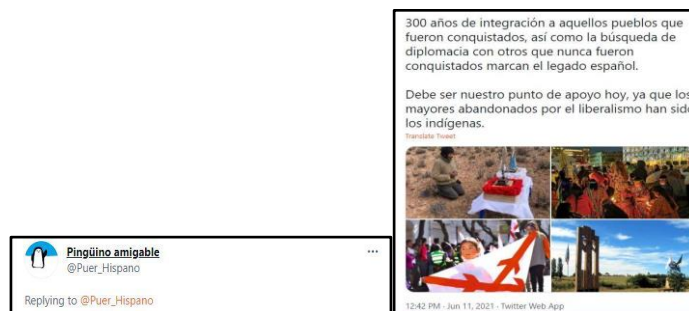 Pingüino amigable
@Puer_Hispano
Replying to @Puer_Hispano
300 años de integración a aquellos pueblos que
fueron conquistados, así como la búsqueda de
diplomacia con otros que nunca fueron
conquistados marcan el legado español.
Debe ser nuestro punto de apoyo hoy, ya que los
mayores abandonados por el liberalismo han sido
los indígenas.
Translate Tweet
12:42 PM · Jun 11, 2021 · Twitter Web App